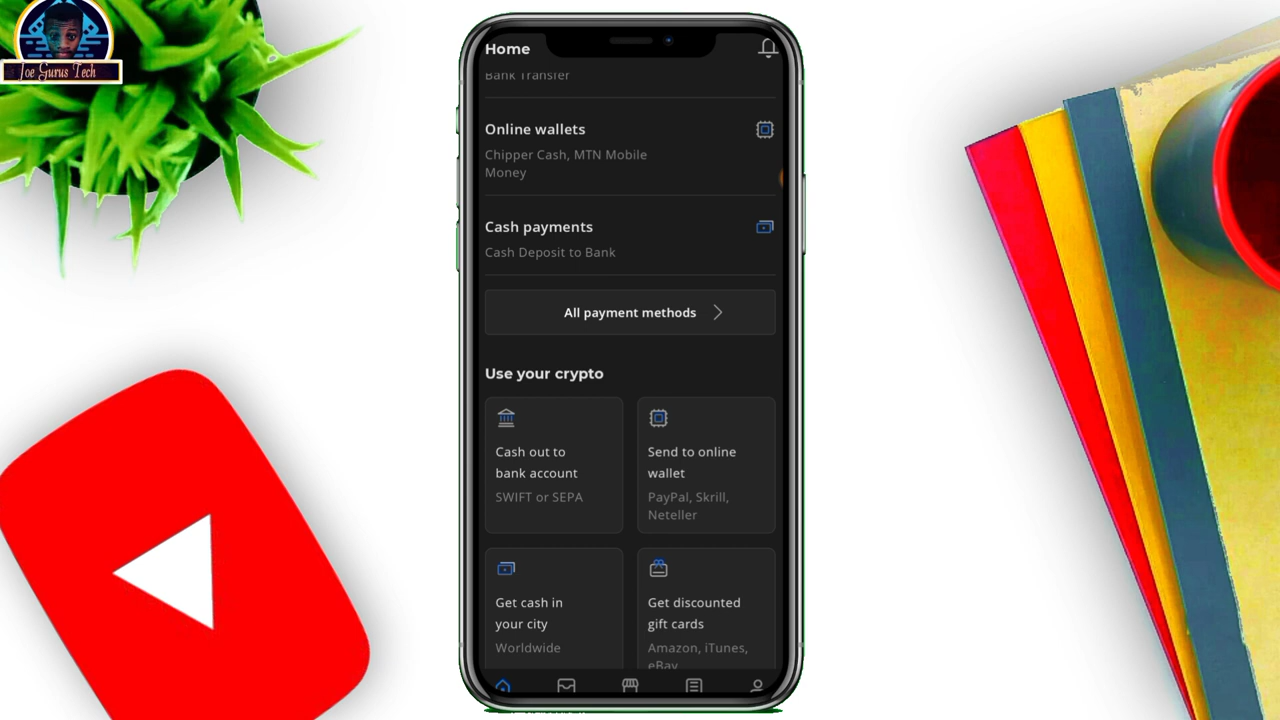 Joe Gurus Tech
Home
Bank Transfer
Online wallets
Chipper Cash, MTN Mobile
Money
Cash payments
Cash Deposit to Bank
All payment methods
Use your crypto
Cash out to
bank account
SWIFT or SEPA
Send to online
wallet
PayPal, Skrill,
Neteller
Get cash in
your city
Worldwide
Get discounted
gift cards
Amazon, iTunes,
eBay